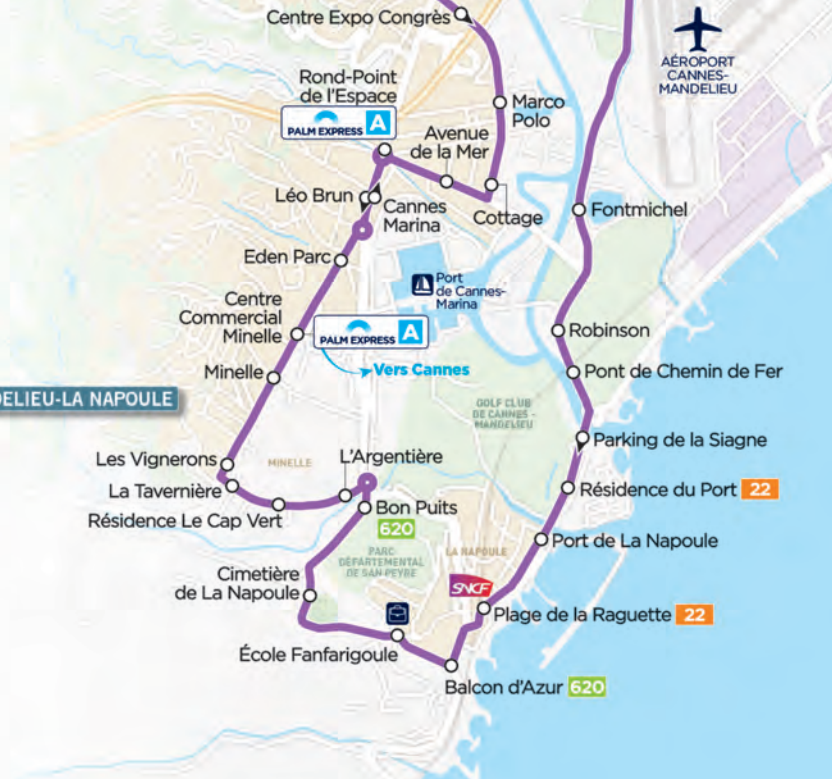 Centre Expo Congrès
AÉROPORT
CANNES-
MANDELIEU
Rond-Point
de l'Espace
PALM EXPRESS A
Marco
Polo
Avenue
de la Mer
Léo Brun
Cannes
Marina
Cottage
Fontmichel
Eden Parc
Port
de Cannes-
Marina
Centre
Commercial
Minelle
PALM EXPRESS A
Robinson
Minelle
Vers Cannes
Pont de Chemin de Fer
DELIEU-LA NAPOULE
GOLF CLUB
DE CANNES -
MANDELIEU
Parking de la Siagne
Les Vignerons
MINELLE
L'Argentière
La Tavernière
Résidence du Port 22
Résidence Le Cap Vert
Bon Puits
620
Port de La Napoule
PARC
DÉPARTEMENTAL
DE SAN PEYRE
LA NAPOULE
Cimetière
de La Napoule
SNCF
Plage de la Raguette 22
École Fanfarigoule
Balcon d'Azur 620